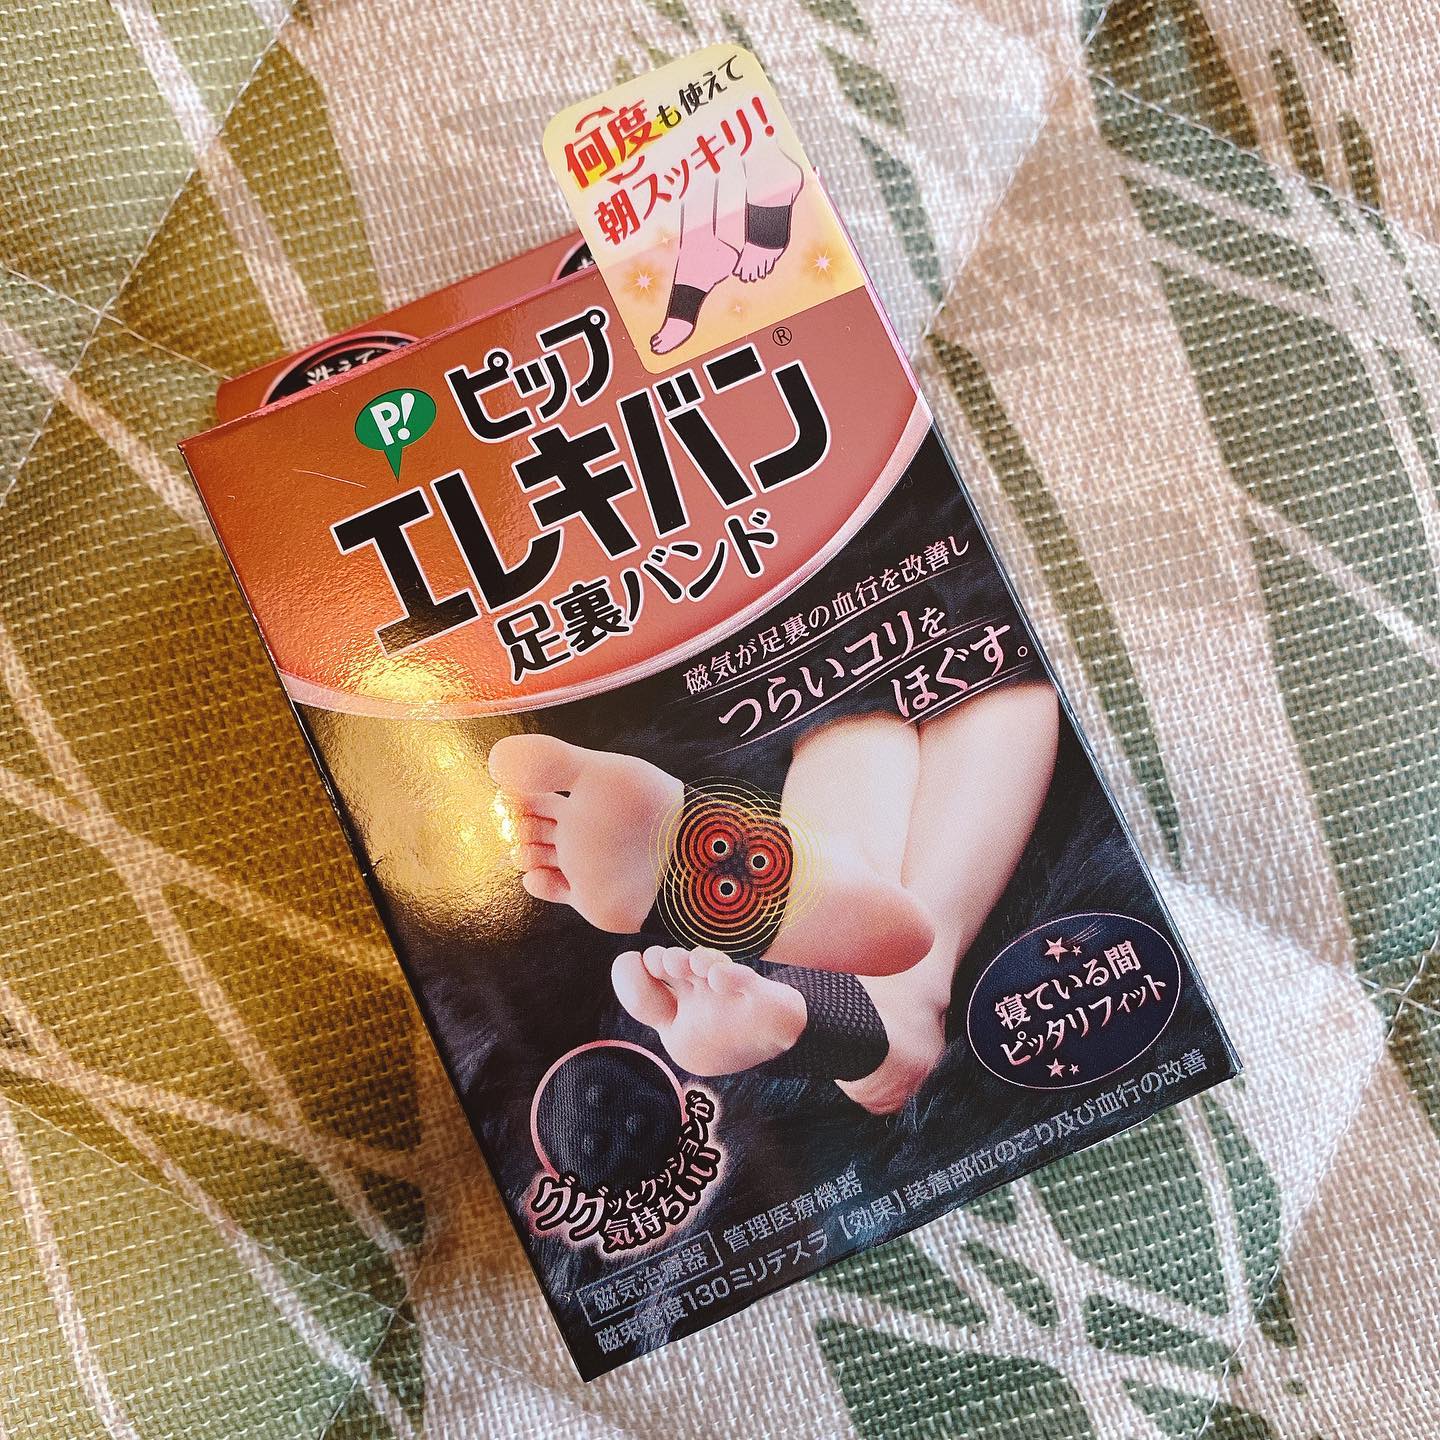 何度も使えて
朝スッキリ!
洗えて
P!
ピップ
エレキバン®
足裏バンド
磁気が足裏の血行を改善し
つらいコリを
ほぐす。
寝ている間
ピッタリフィット
ググッとクッションが
気持ちいい
磁気治療器 管理医療機器
磁束密度130ミリテスラ【効果】装着部位のこり及び血行の改善